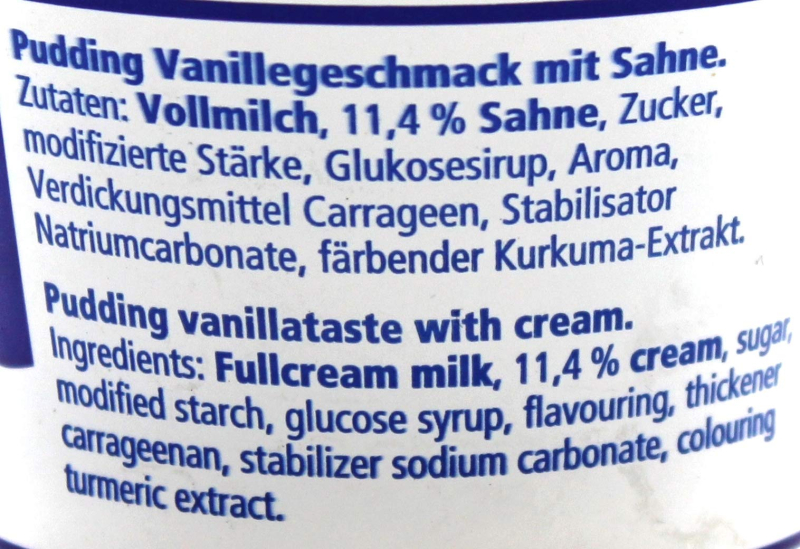 Pudding Vanillegeschmack mit Sahne.
Zutaten: Vollmilch, 11,4 % Sahne, Zucker,
modifizierte Stärke, Glukosesirup, Aroma,
Verdickungsmittel Carrageen, Stabilisator
Natriumcarbonate, färbender Kurkuma-Extrakt.
Pudding vanillataste with cream.
Ingredients: Fullcream milk, 11,4 % cream, sugar,
modified starch, glucose syrup, flavouring, thickener
carrageenan, stabilizer sodium carbonate, colouring
turmeric extract.